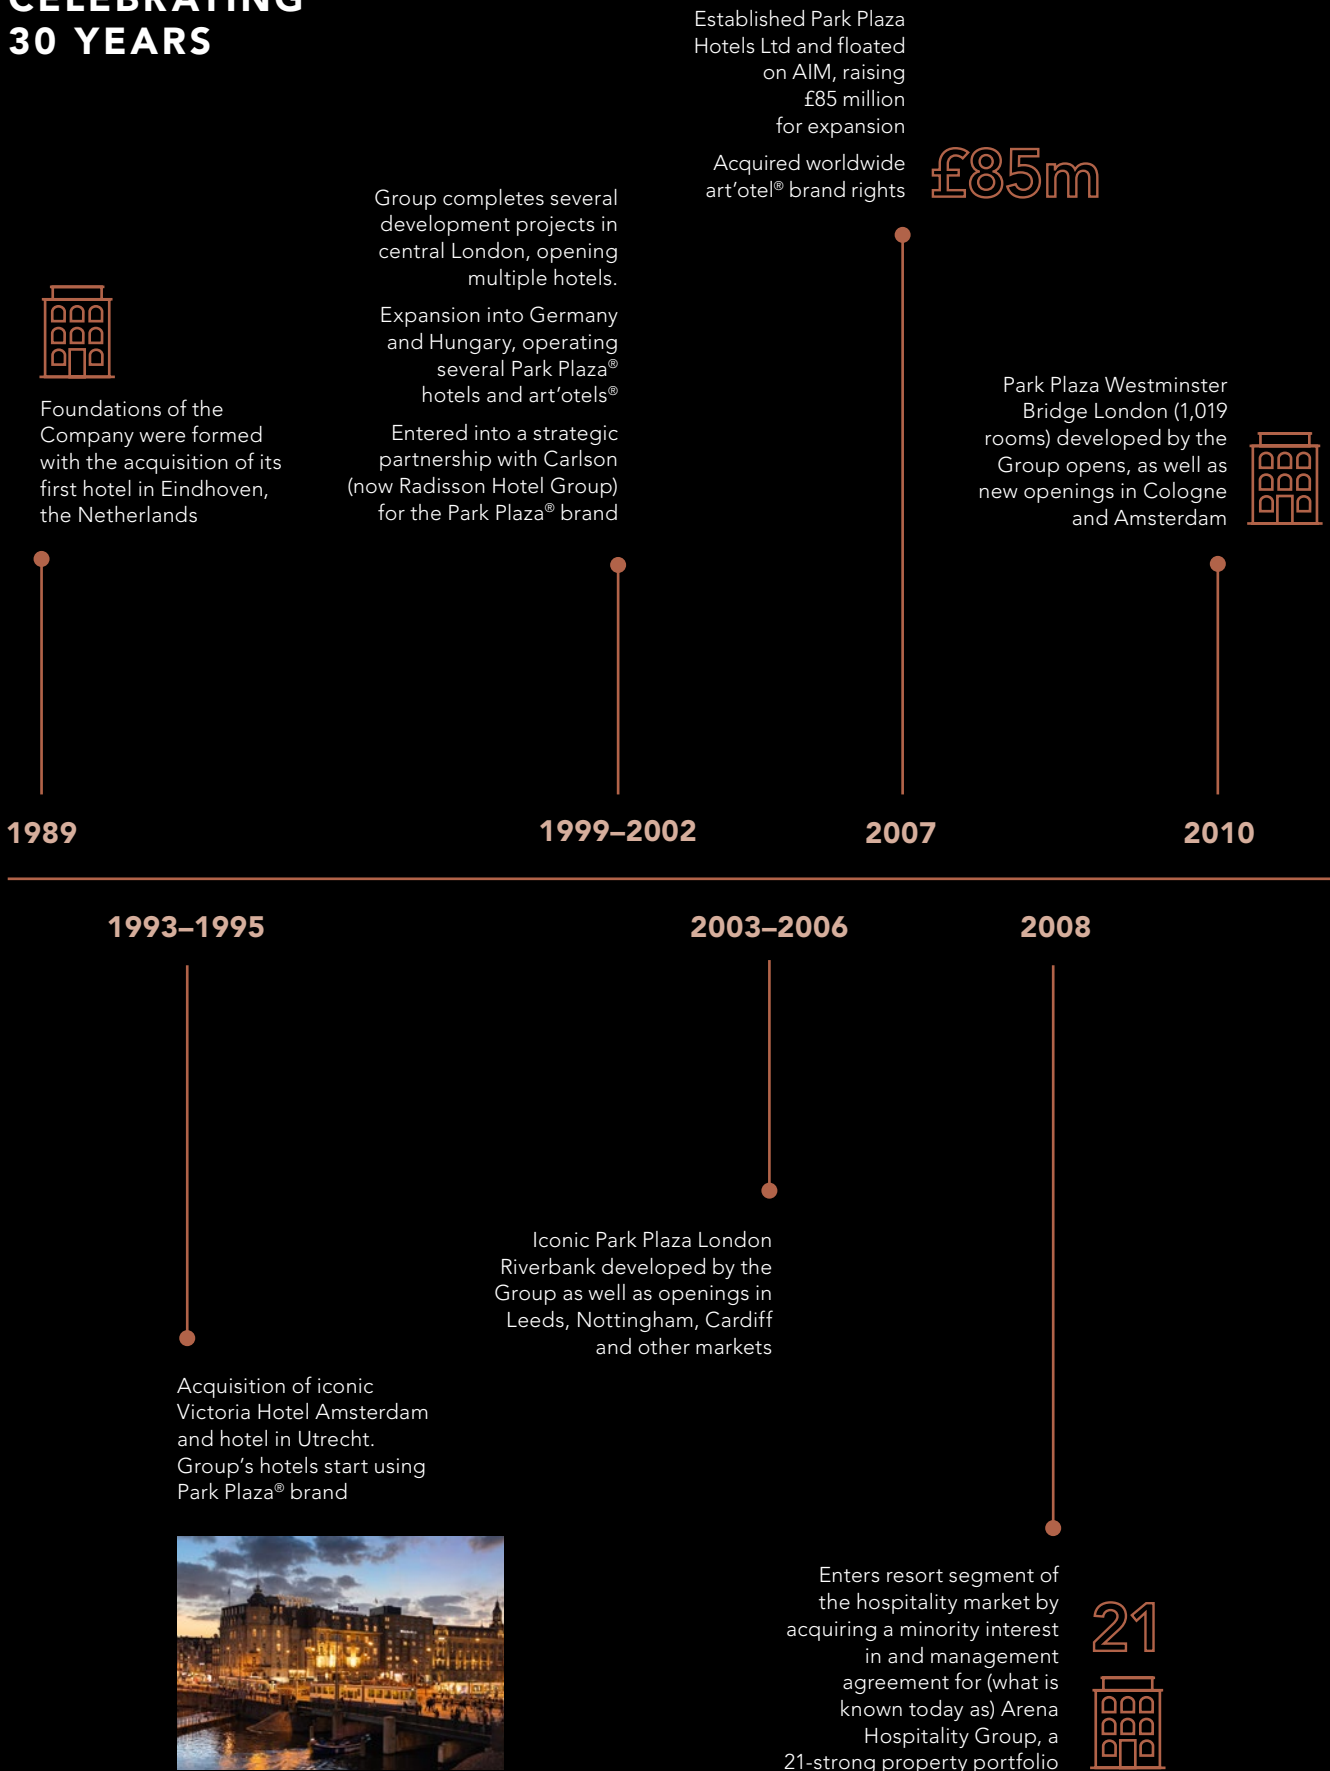 CELEBRATING
30 YEARS
Established Park Plaza
Hotels Ltd and floated
on AIM, raising
£85 million
for expansion
Acquired worldwide
art’otel® brand rights
£85m
Group completes several
development projects in
central London, opening
multiple hotels.
Expansion into Germany
and Hungary, operating
several Park Plaza®
hotels and art’otels®
Entered into a strategic
partnership with Carlson
(now Radisson Hotel Group)
for the Park Plaza® brand
Foundations of the
Company were formed
with the acquisition of its
first hotel in Eindhoven,
the Netherlands
Park Plaza Westminster
Bridge London (1,019
rooms) developed by the
Group opens, as well as
new openings in Cologne
and Amsterdam
1989
1999–2002
2007
2010
1993–1995
2003–2006
2008
Iconic Park Plaza London
Riverbank developed by the
Group as well as openings in
Leeds, Nottingham, Cardiff
and other markets
Acquisition of iconic
Victoria Hotel Amsterdam
and hotel in Utrecht.
Group’s hotels start using
Park Plaza® brand
Enters resort segment of
the hospitality market by
acquiring a minority interest
in and management
agreement for (what is
known today as) Arena
Hospitality Group, a
21-strong property portfolio
21